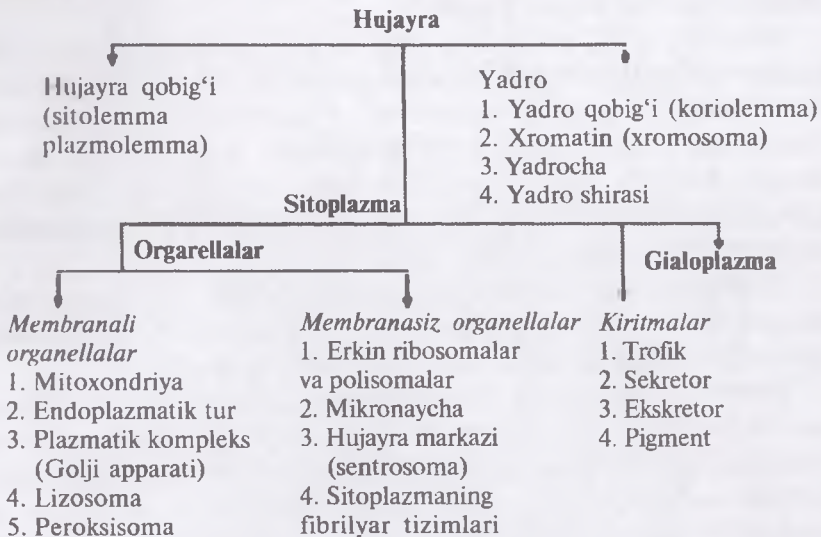 Hujayra
Hujayra qobig‘i
(sitolemma
plazmolemma)
Yadro
1. Yadro qobig‘i (koriolemma)
2. Xromatin (xromosoma)
3. Yadrocha
4. Yadro shirasi
Sitoplazma
Orgarellalar
Gialoplazma
Membranali
organellalar
1. Mitoxondriya
2. Endoplazmatik tur
3. Plazmatik kompleks
(Golji apparati)
4. Lizosoma
5. Peroksisoma
Membranasiz organellalar
1. Erkin ribosomalar
va polisomalar
2. Mikronaycha
3. Hujayra markazi
(sentrosoma)
4. Sitoplazmaning
fibrilyar tizimlari
Kiritmalar
1. Trofik
2. Sekretor
3. Ekskretor
4. Pigment